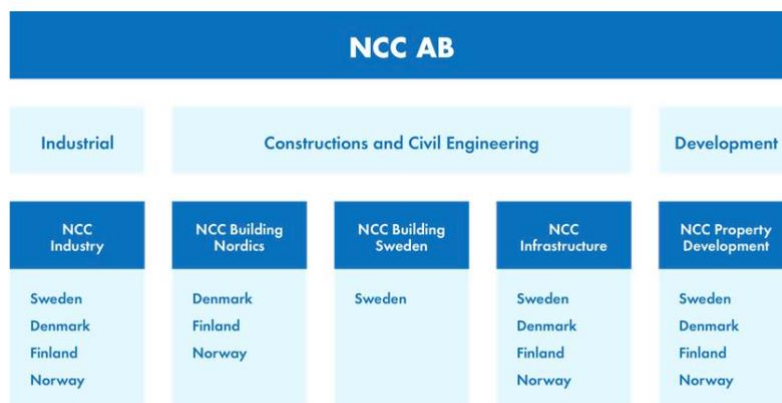 NCC AB
Industrial
Constructions and Civil Engineering
Development
NCC
Industry
Sweden
Denmark
Finland
Norway
NCC Building
Nordics
Denmark
Finland
Norway
NCC Building
Sweden
Sweden
NCC
Infrastructure
Sweden
Denmark
Finland
Norway
NCC Property
Development
Sweden
Denmark
Finland
Norway